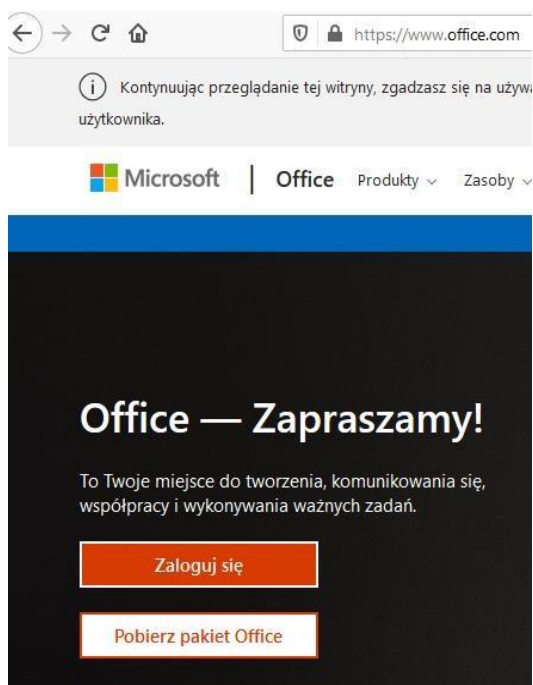 https://www.office.com
Kontynuując przeglądanie tej witryny, zgadzasz się na używa
użytkownika.
Microsoft | Office Produkty Zasoby
Office — Zapraszamy!
To Twoje miejsce do tworzenia, komunikowania się,
współpracy i wykonywania ważnych zadań.
Zaloguj się
Pobierz pakiet Office